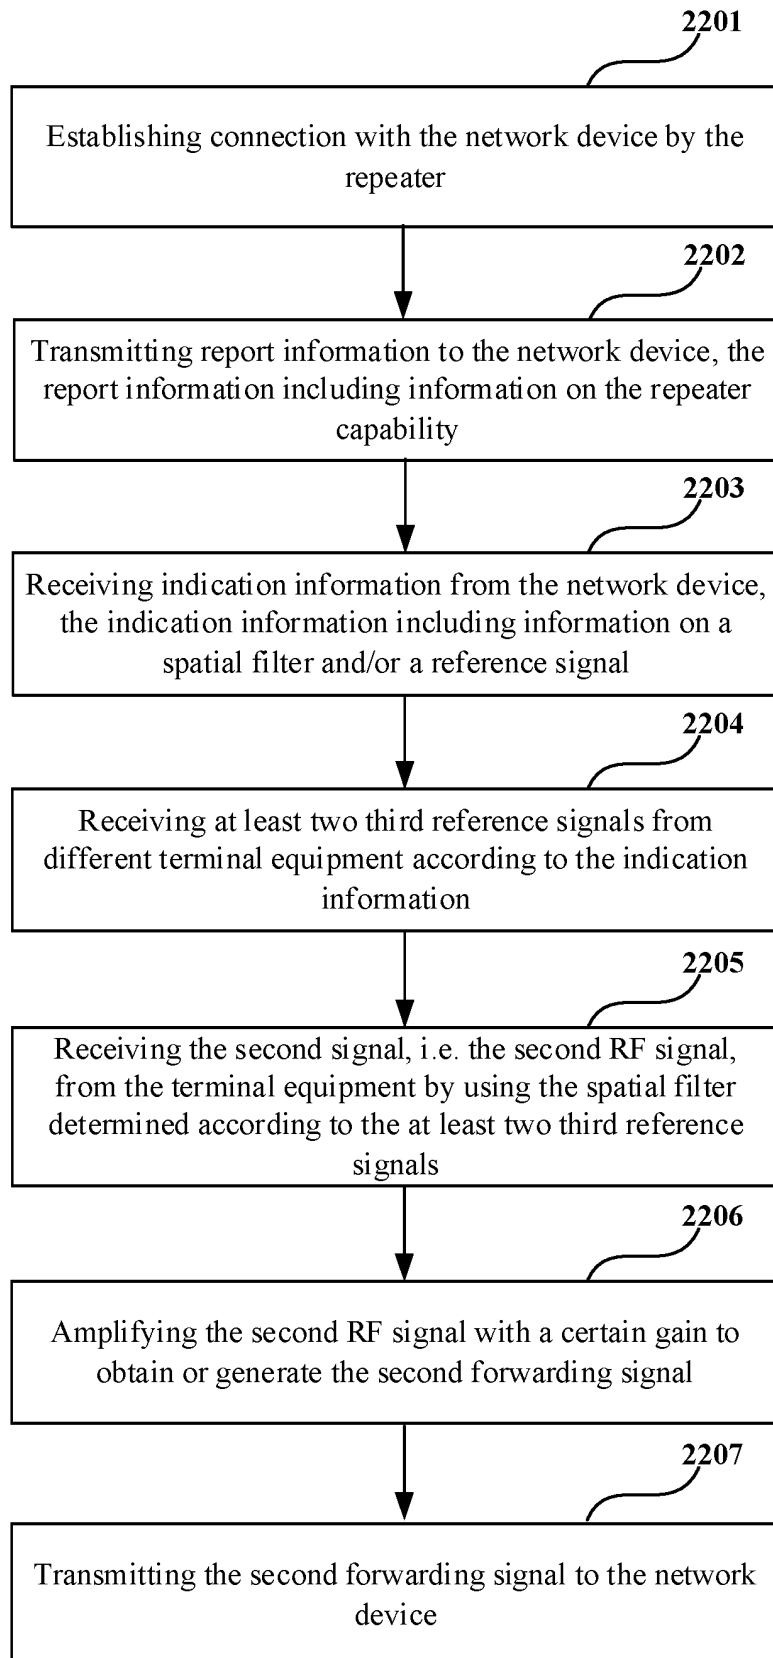 2201
Establishing connection with the network device by the
repeater
2202
Transmitting report information to the network device, the
report information including information on the repeater
capability
2203
Receiving indication information from the network device,
the indication information including information on a
spatial filter and/or a reference signal
2204
Receiving at least two third reference signals from
different terminal equipment according to the indication
information
2205
Receiving the second signal, i.e. the second RF signal,
from the terminal equipment by using the spatial filter
determined according to the at least two third reference
signals
2206
Amplifying the second RF signal with a certain gain to
obtain or generate the second forwarding signal
2207
Transmitting the second forwarding signal to the network
device